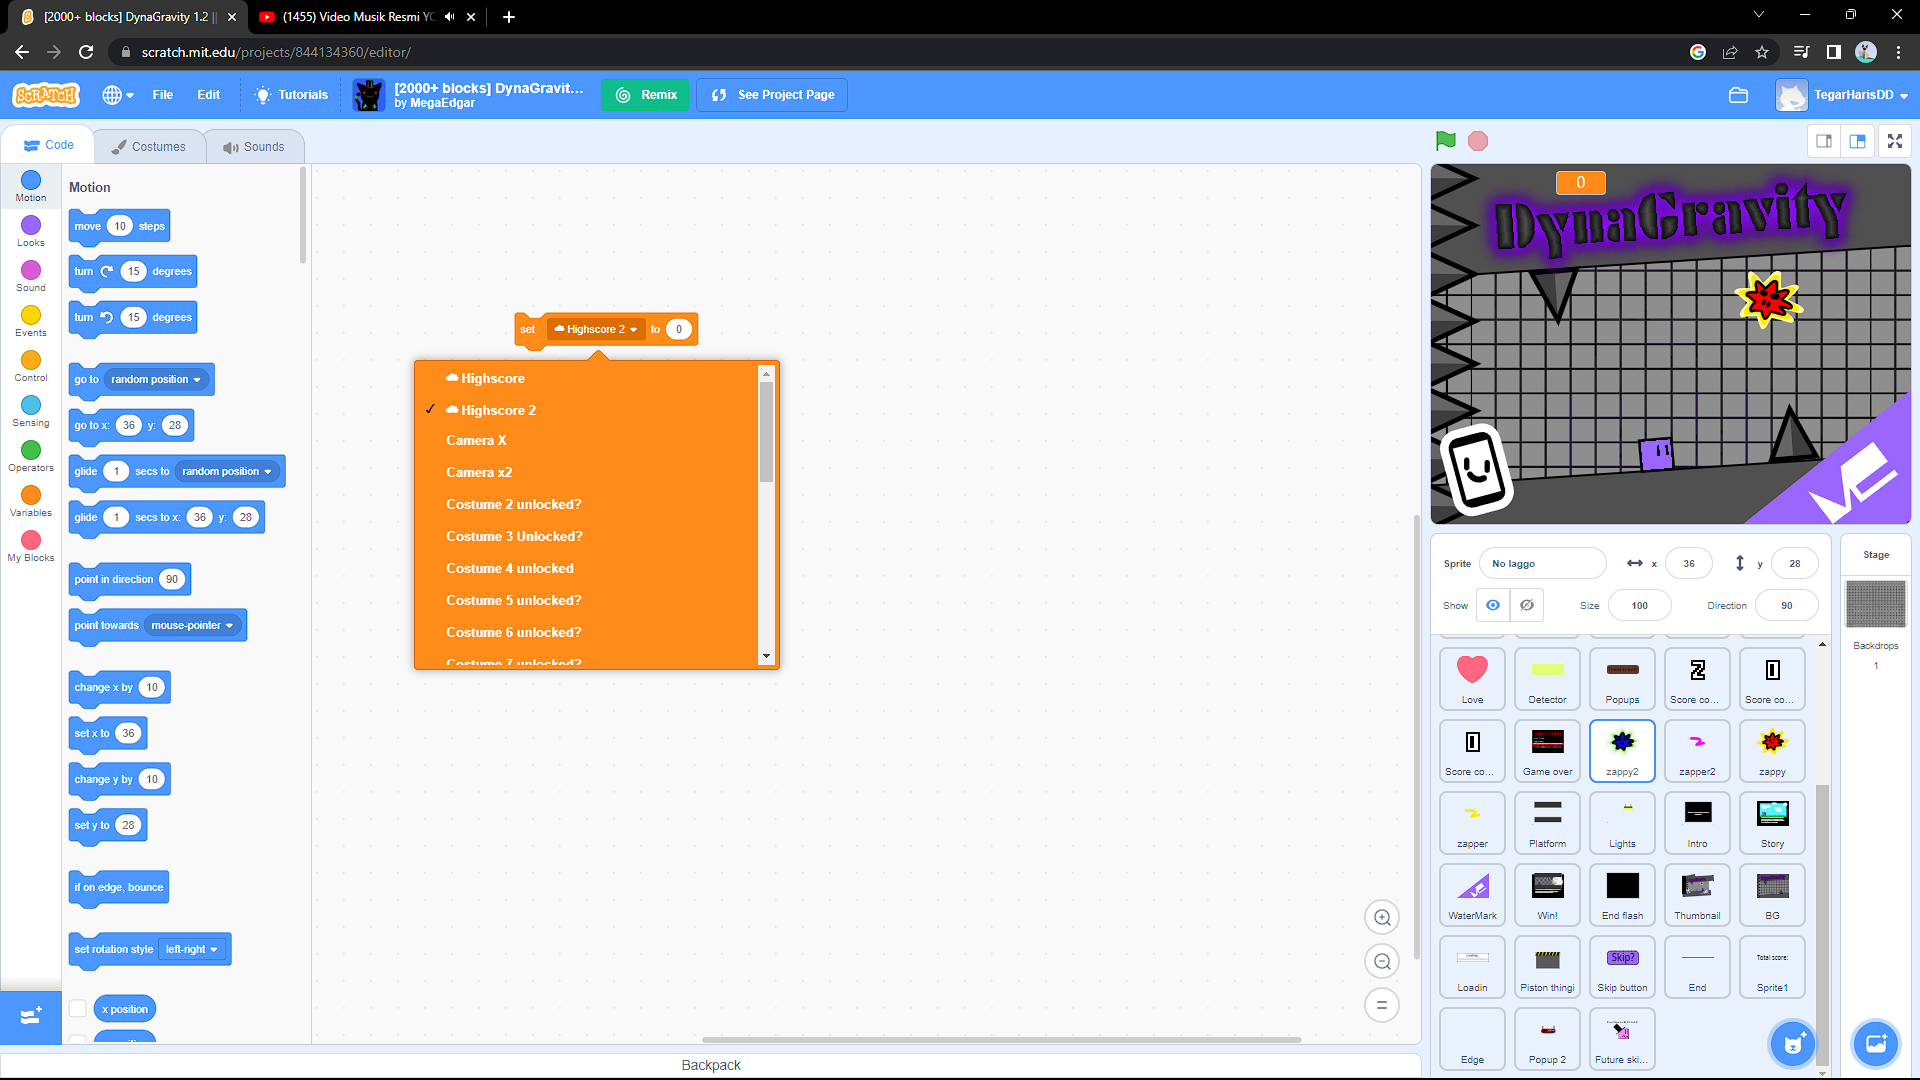 [2000+ blocks] DynaGravity 1.2 ||
(1455) Video Musik Resmi YO
scratch.mit.edu/projects/844134360/editor/
SCRATCH
File
Edit
Tutorials
[2000+ blocks] DynaGravit...
by MegaEdgar
Remix
See Project Page
TegarHarisDD
Code
Costumes
Sounds
Motion
Looks
Sound
Events
Control
Sensing
Operators
Variables
My Blocks
Motion
move 10 steps
turn 15 degrees
turn 15 degrees
go to random position
go to x: 36 y: 28
glide 1 secs to random position
glide 1 secs to x: 36 y: 28
point in direction 90
point towards mouse-pointer
change x by 10
set x to 36
change y by 10
set y to 28
if on edge, bounce
set rotation style left-right
x position
set Highscore 2 to 0
Highscore
✓ Highscore 2
Camera X
Camera x2
Costume 2 unlocked?
Costume 3 Unlocked?
Costume 4 unlocked
Costume 5 unlocked?
Costume 6 unlocked?
Costume 7 unlocked?
Backpack
0
DynaGravity
Sprite No laggo x 36 y 28
Show Size 100 Direction 90
Stage
Backdrops
1
Love
Detector
Popups
Score co...
Score co...
Score co...
Game over
zappy2
zapper2
zappy
zapper
Platform
Lights
Intro
Story
WaterMark
Win!
End flash
Thumbnail
BG
Skip?
Total score:
Loadin
Piston thingi
Skip button
End
Sprite1
Edge
Popup 2
Future ski...